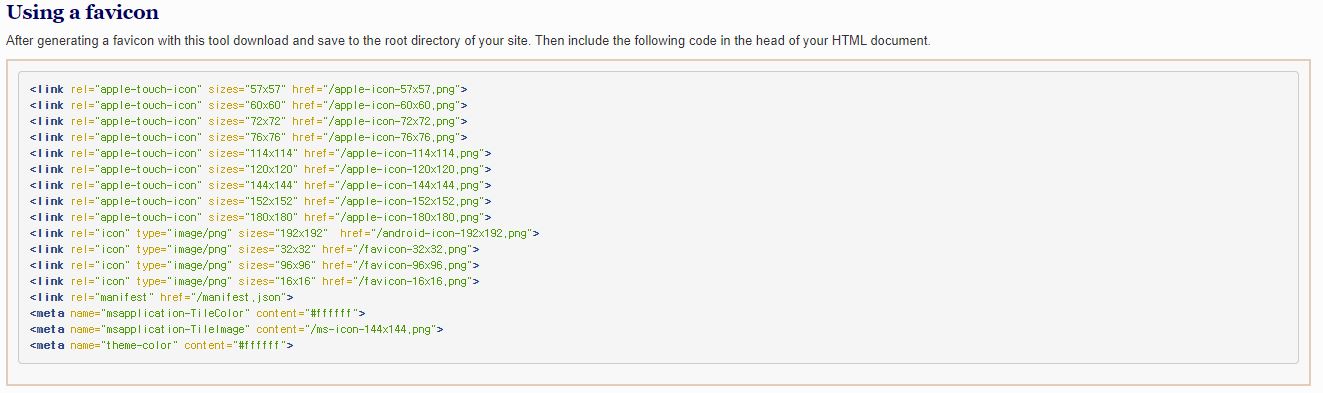 Using a favicon
After generating a favicon with this tool download and save to the root directory of your site. Then include the following code in the head of your HTML document.
<link rel="apple-touch-icon" sizes="57x57" href="/apple-icon-57x57.png">
<link rel="apple-touch-icon" sizes="60x60" href="/apple-icon-60x60.png">
<link rel="apple-touch-icon" sizes="72x72" href="/apple-icon-72x72.png">
<link rel="apple-touch-icon" sizes="76x76" href="/apple-icon-76x76.png">
<link rel="apple-touch-icon" sizes="114x114" href="/apple-icon-114x114.png">
<link rel="apple-touch-icon" sizes="120x120" href="/apple-icon-120x120.png">
<link rel="apple-touch-icon" sizes="144x144" href="/apple-icon-144x144.png">
<link rel="apple-touch-icon" sizes="152x152" href="/apple-icon-152x152.png">
<link rel="apple-touch-icon" sizes="180x180" href="/apple-icon-180x180.png">
<link rel="icon" type="image/png" sizes="192x192"  href="/android-icon-192x192.png">
<link rel="icon" type="image/png" sizes="32x32" href="/favicon-32x32.png">
<link rel="icon" type="image/png" sizes="96x96" href="/favicon-96x96.png">
<link rel="icon" type="image/png" sizes="16x16" href="/favicon-16x16.png">
<link rel="manifest" href="/manifest.json">
<meta name="msapplication-TileColor" content="#ffffff">
<meta name="msapplication-TileImage" content="/ms-icon-144x144.png">
<meta name="theme-color" content="#ffffff">